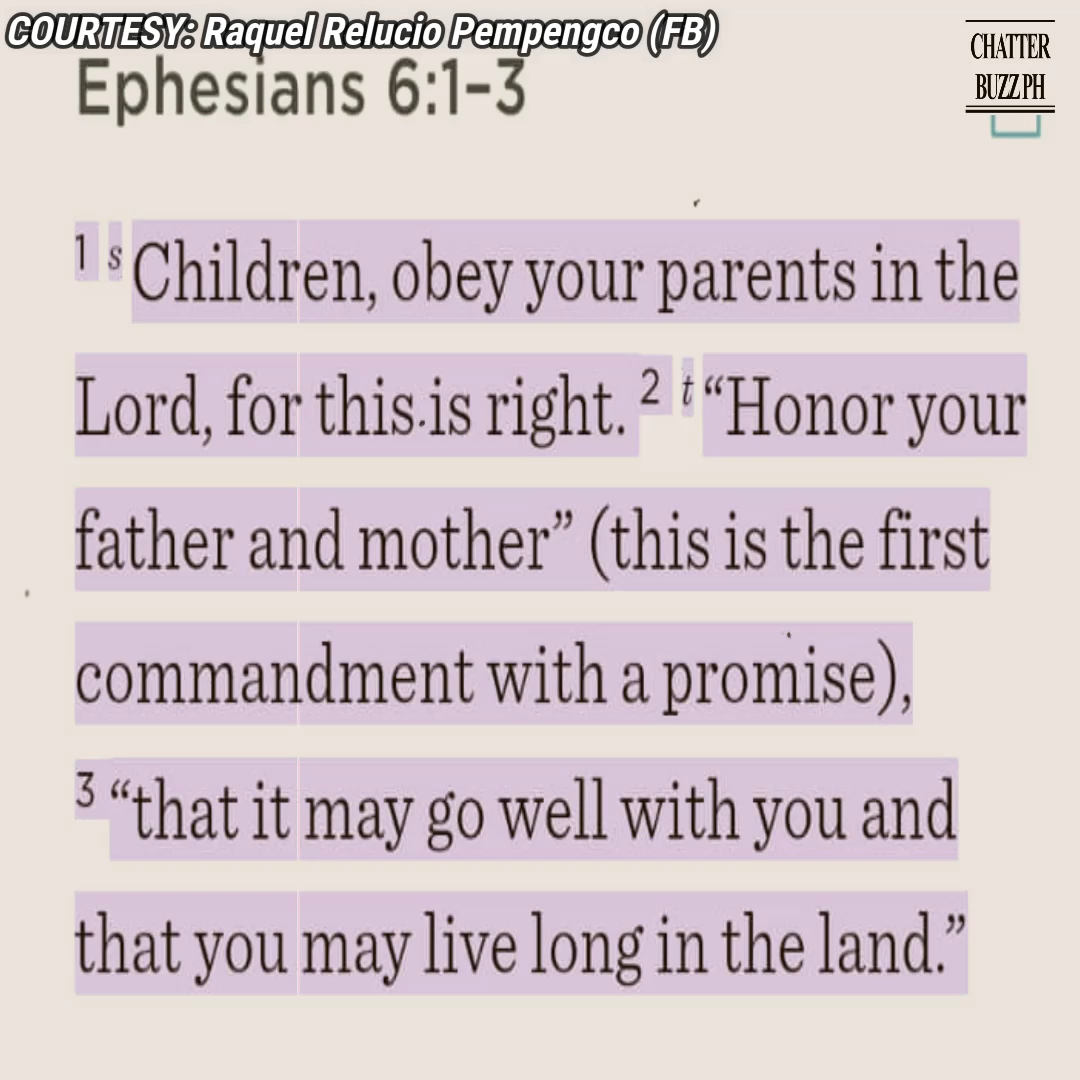 COURTESY: Raquel Relucio Pempengco (FB)
CHATTER
BUZZ PH
Ephesians 6:1–3
1 s Children, obey your parents in the
Lord, for this is right. 2 t “Honor your
father and mother” (this is the first
commandment with a promise),
3 “that it may go well with you and
that you may live long in the land.”